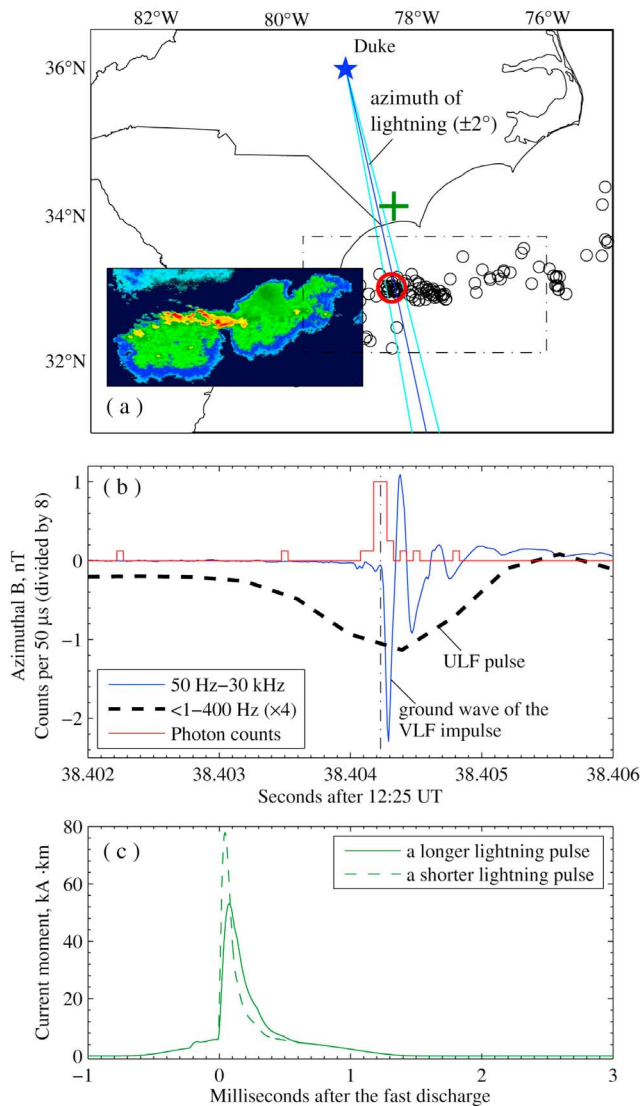 82°W 80°W 78°W 76°W
Duke
36°N
azimuth of
lightning (±2°)
34°N
32°N
( a )
( b )
1
0
-1
-2
Azimuthal B, nT
Counts per 50 μs (divided by 8)
ULF pulse
50 Hz−30 kHz
<1−400 Hz (×4)
Photon counts
ground wave of the
VLF impulse
38.402 38.403 38.404 38.405 38.406
Seconds after 12:25 UT
( c )
80
60
40
20
0
Current moment, kA ·km
a longer lightning pulse
a shorter lightning pulse
-1 0 1 2 3
Milliseconds after the fast discharge